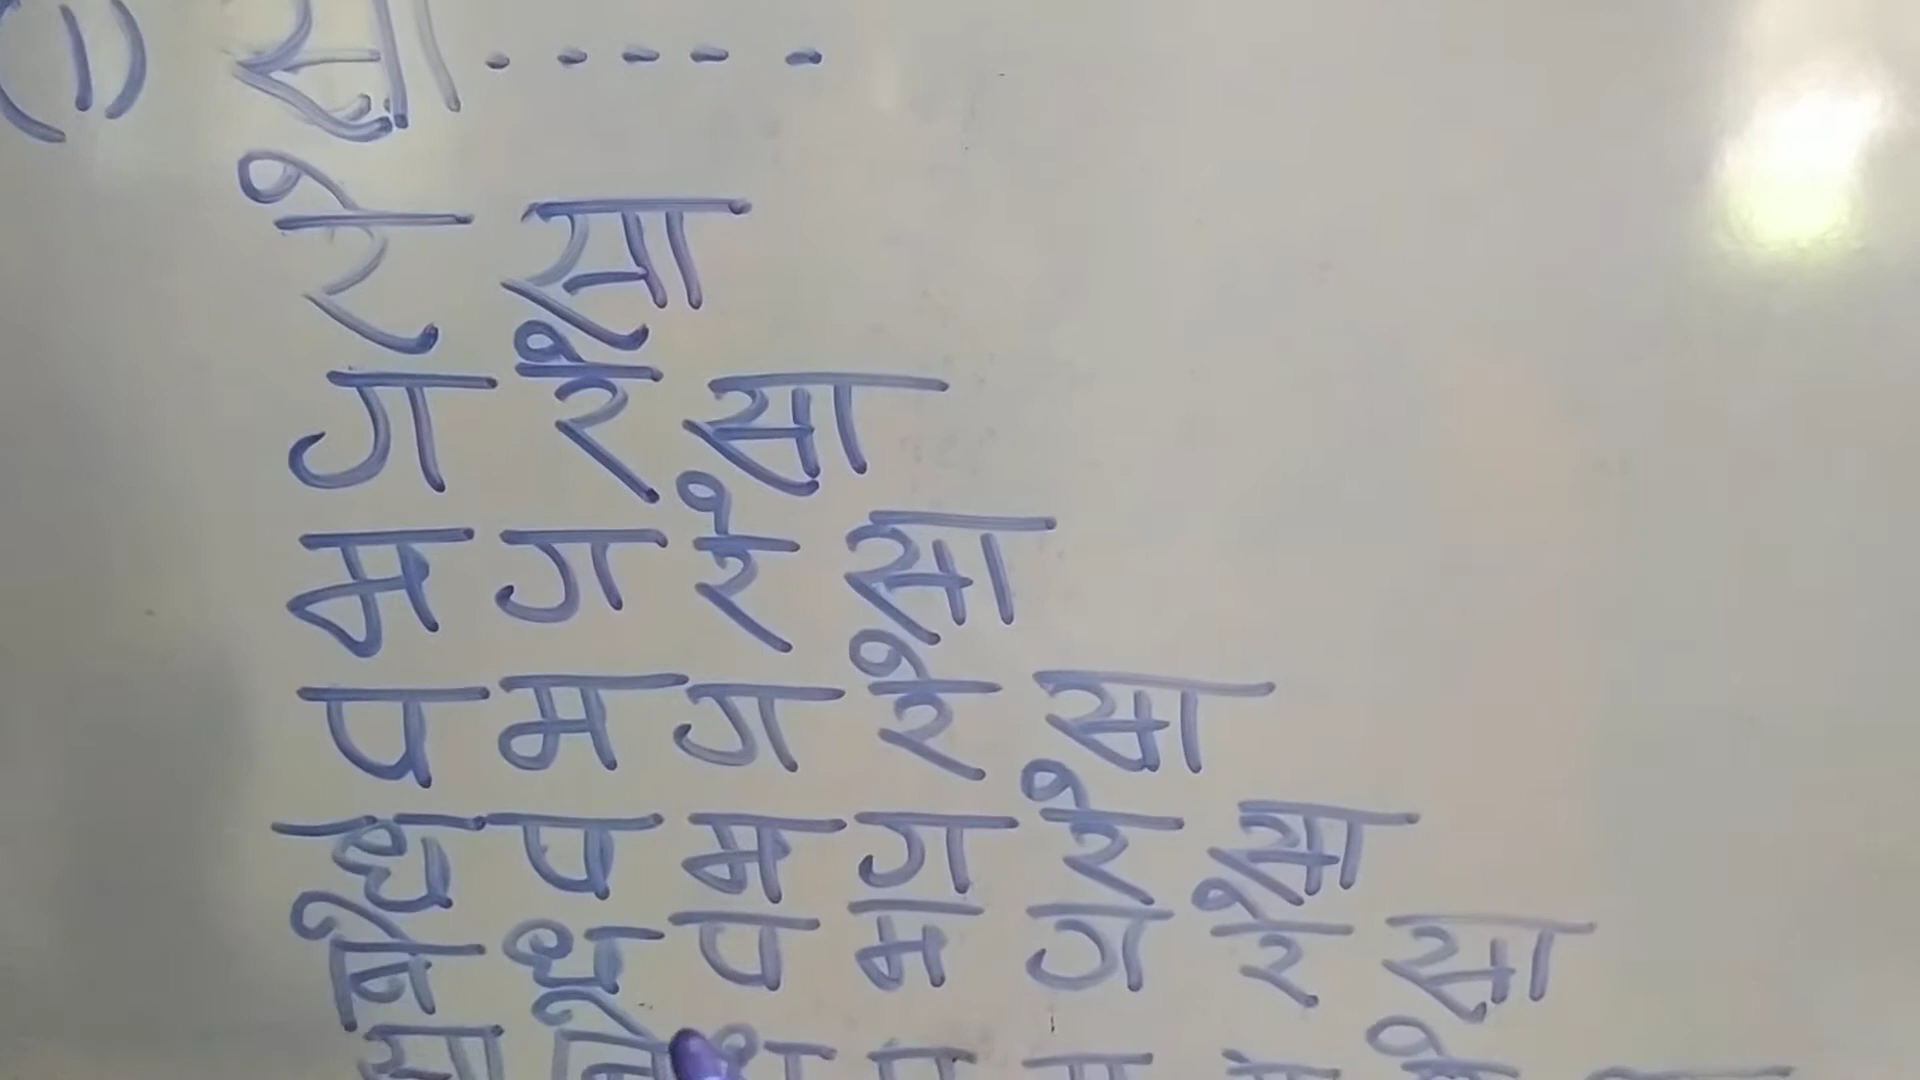 (1) सा - - - - -
रे सा
ग रे सा
म ग रे सा
प म ग रे सा
ध प म ग रे सा
नि ध प म ग रे सा
सा नि